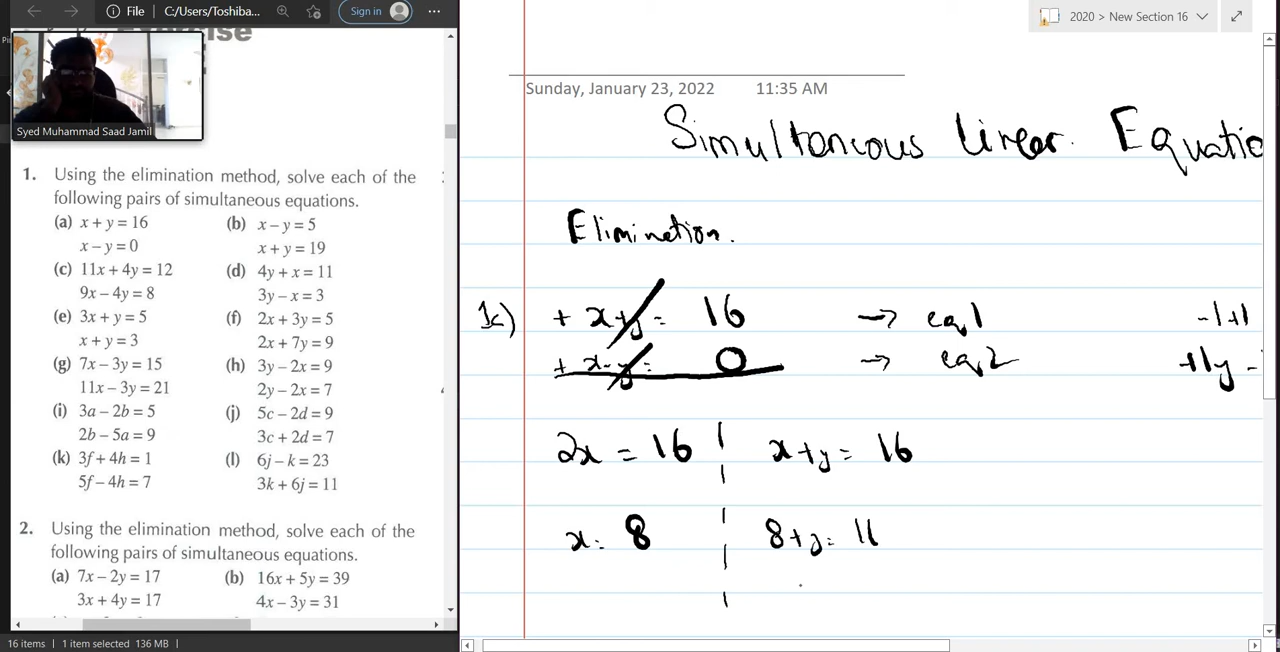 File C:/Users/Toshiba... Sign in ...
Syed Muhammad Saad Jamil
1. Using the elimination method, solve each of the
following pairs of simultaneous equations.
(a) x + y = 16 (b) x – y = 5
x – y = 0 x + y = 19
(c) 11x + 4y = 12 (d) 4y + x = 11
9x – 4y = 8 3y – x = 3
(e) 3x + y = 5 (f) 2x + 3y = 5
x + y = 3 2x + 7y = 9
(g) 7x – 3y = 15 (h) 3y – 2x = 9
11x – 3y = 21 2y – 2x = 7
(i) 3a – 2b = 5 (j) 5c – 2d = 9
2b – 5a = 9 3c + 2d = 7
(k) 3f + 4h = 1 (l) 6j – k = 23
5f – 4h = 7 3k + 6j = 11
2. Using the elimination method, solve each of the
following pairs of simultaneous equations.
(a) 7x – 2y = 17 (b) 16x + 5y = 39
3x + 4y = 17 4x – 3y = 31
16 items 1 item selected 136 MB
2020 > New Section 16
Sunday, January 23, 2022 11:35 AM
Simultaneous Linear Equatio
Elimination.
+ x + y = 16 → eq1 -1+1
+ x - y = 0 → eq2 +1y -
2x = 16 x + y = 16
x = 8 8 + y = 11